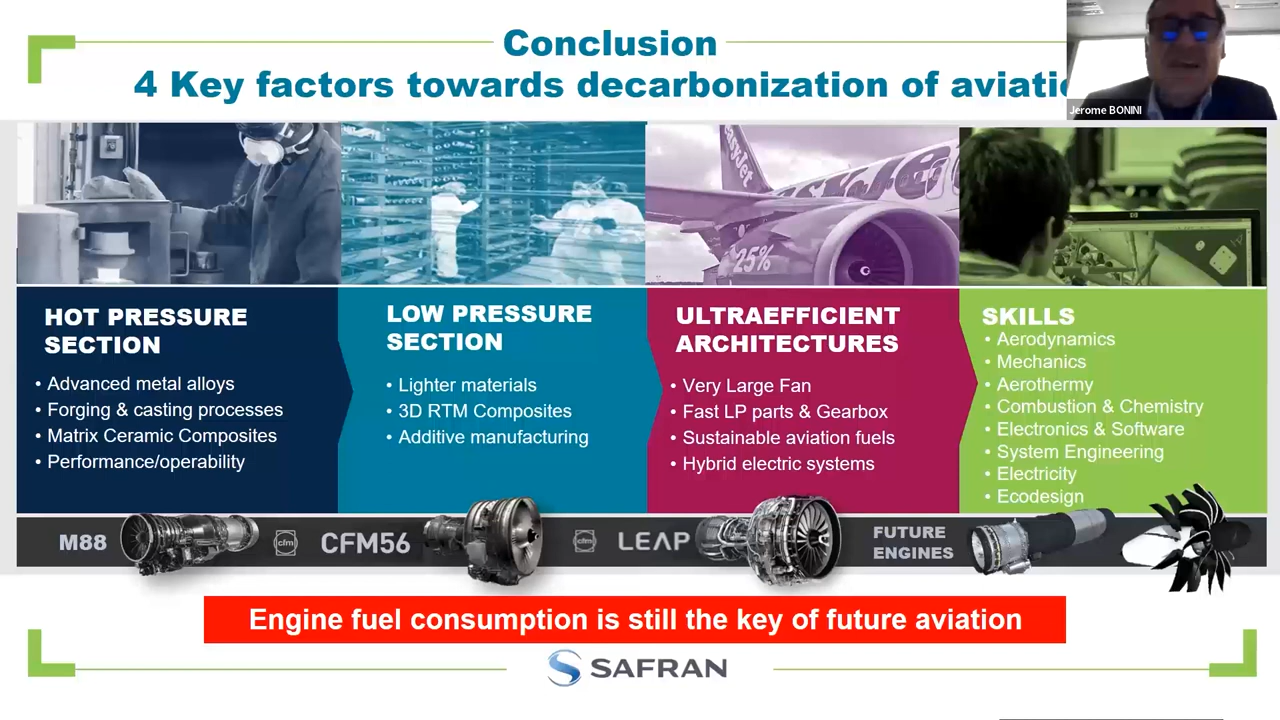 Conclusion
4 Key factors towards decarbonization of aviati
Jerome BONINI
easyJet
25%
HOT PRESSURE
SECTION
• Advanced metal alloys
• Forging & casting processes
• Matrix Ceramic Composites
• Performance/operability
LOW PRESSURE
SECTION
• Lighter materials
• 3D RTM Composites
• Additive manufacturing
ULTRAEFFICIENT
ARCHITECTURES
• Very Large Fan
• Fast LP parts & Gearbox
• Sustainable aviation fuels
• Hybrid electric systems
SKILLS
• Aerodynamics
• Mechanics
• Aerothermy
• Combustion & Chemistry
• Electronics & Software
• System Engineering
• Electricity
• Ecodesign
M88
cfm
CFM56
cfm
LEAP
FUTURE
ENGINES
Engine fuel consumption is still the key of future aviation
SAFRAN